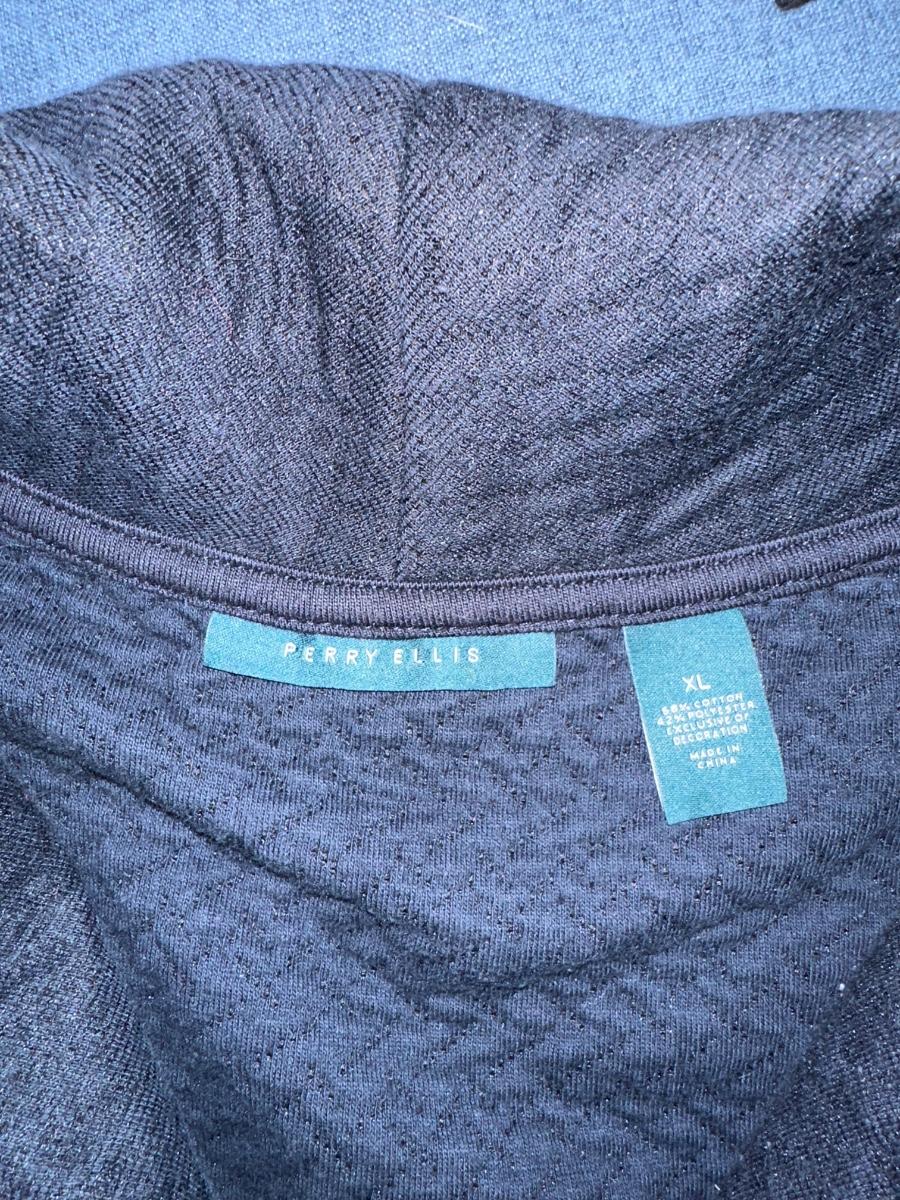 PERRY ELLIS
XL
58% COTTON
42% POLYESTER
EXCLUSIVE OF
DECORATION
MADE IN
CHINA